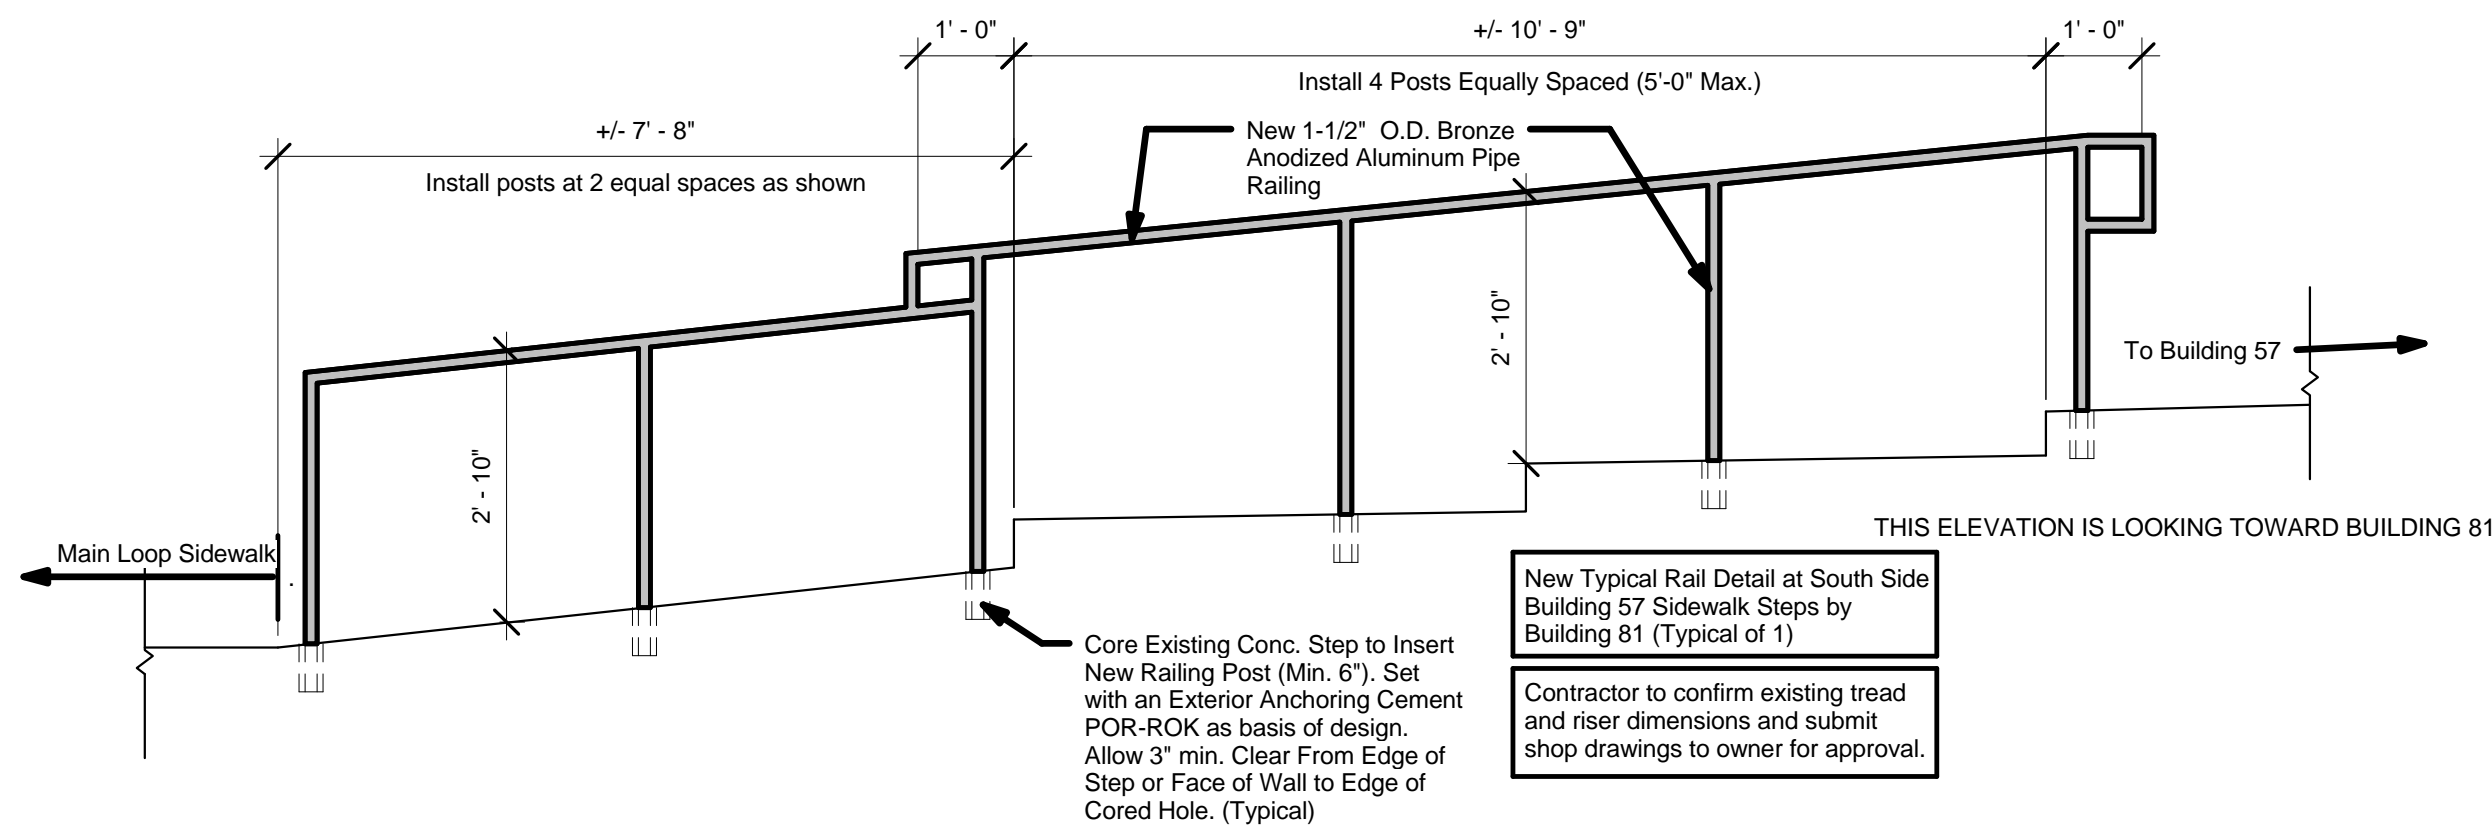 1' - 0"
+/- 10' - 9"
1' - 0"
Install 4 Posts Equally Spaced (5'-0" Max.)
+/- 7' - 8"
Install posts at 2 equal spaces as shown
New 1-1/2" O.D. Bronze
Anodized Aluminum Pipe
Railing
2' - 10"
2' - 10"
To Building 57
Main Loop Sidewalk
THIS ELEVATION IS LOOKING TOWARD BUILDING 81
New Typical Rail Detail at South Side
Building 57 Sidewalk Steps by
Building 81 (Typical of 1)
Contractor to confirm existing tread
and riser dimensions and submit
shop drawings to owner for approval.
Core Existing Conc. Step to Insert
New Railing Post (Min. 6"). Set
with an Exterior Anchoring Cement
POR-ROK as basis of design.
Allow 3" min. Clear From Edge of
Step or Face of Wall to Edge of
Cored Hole. (Typical)